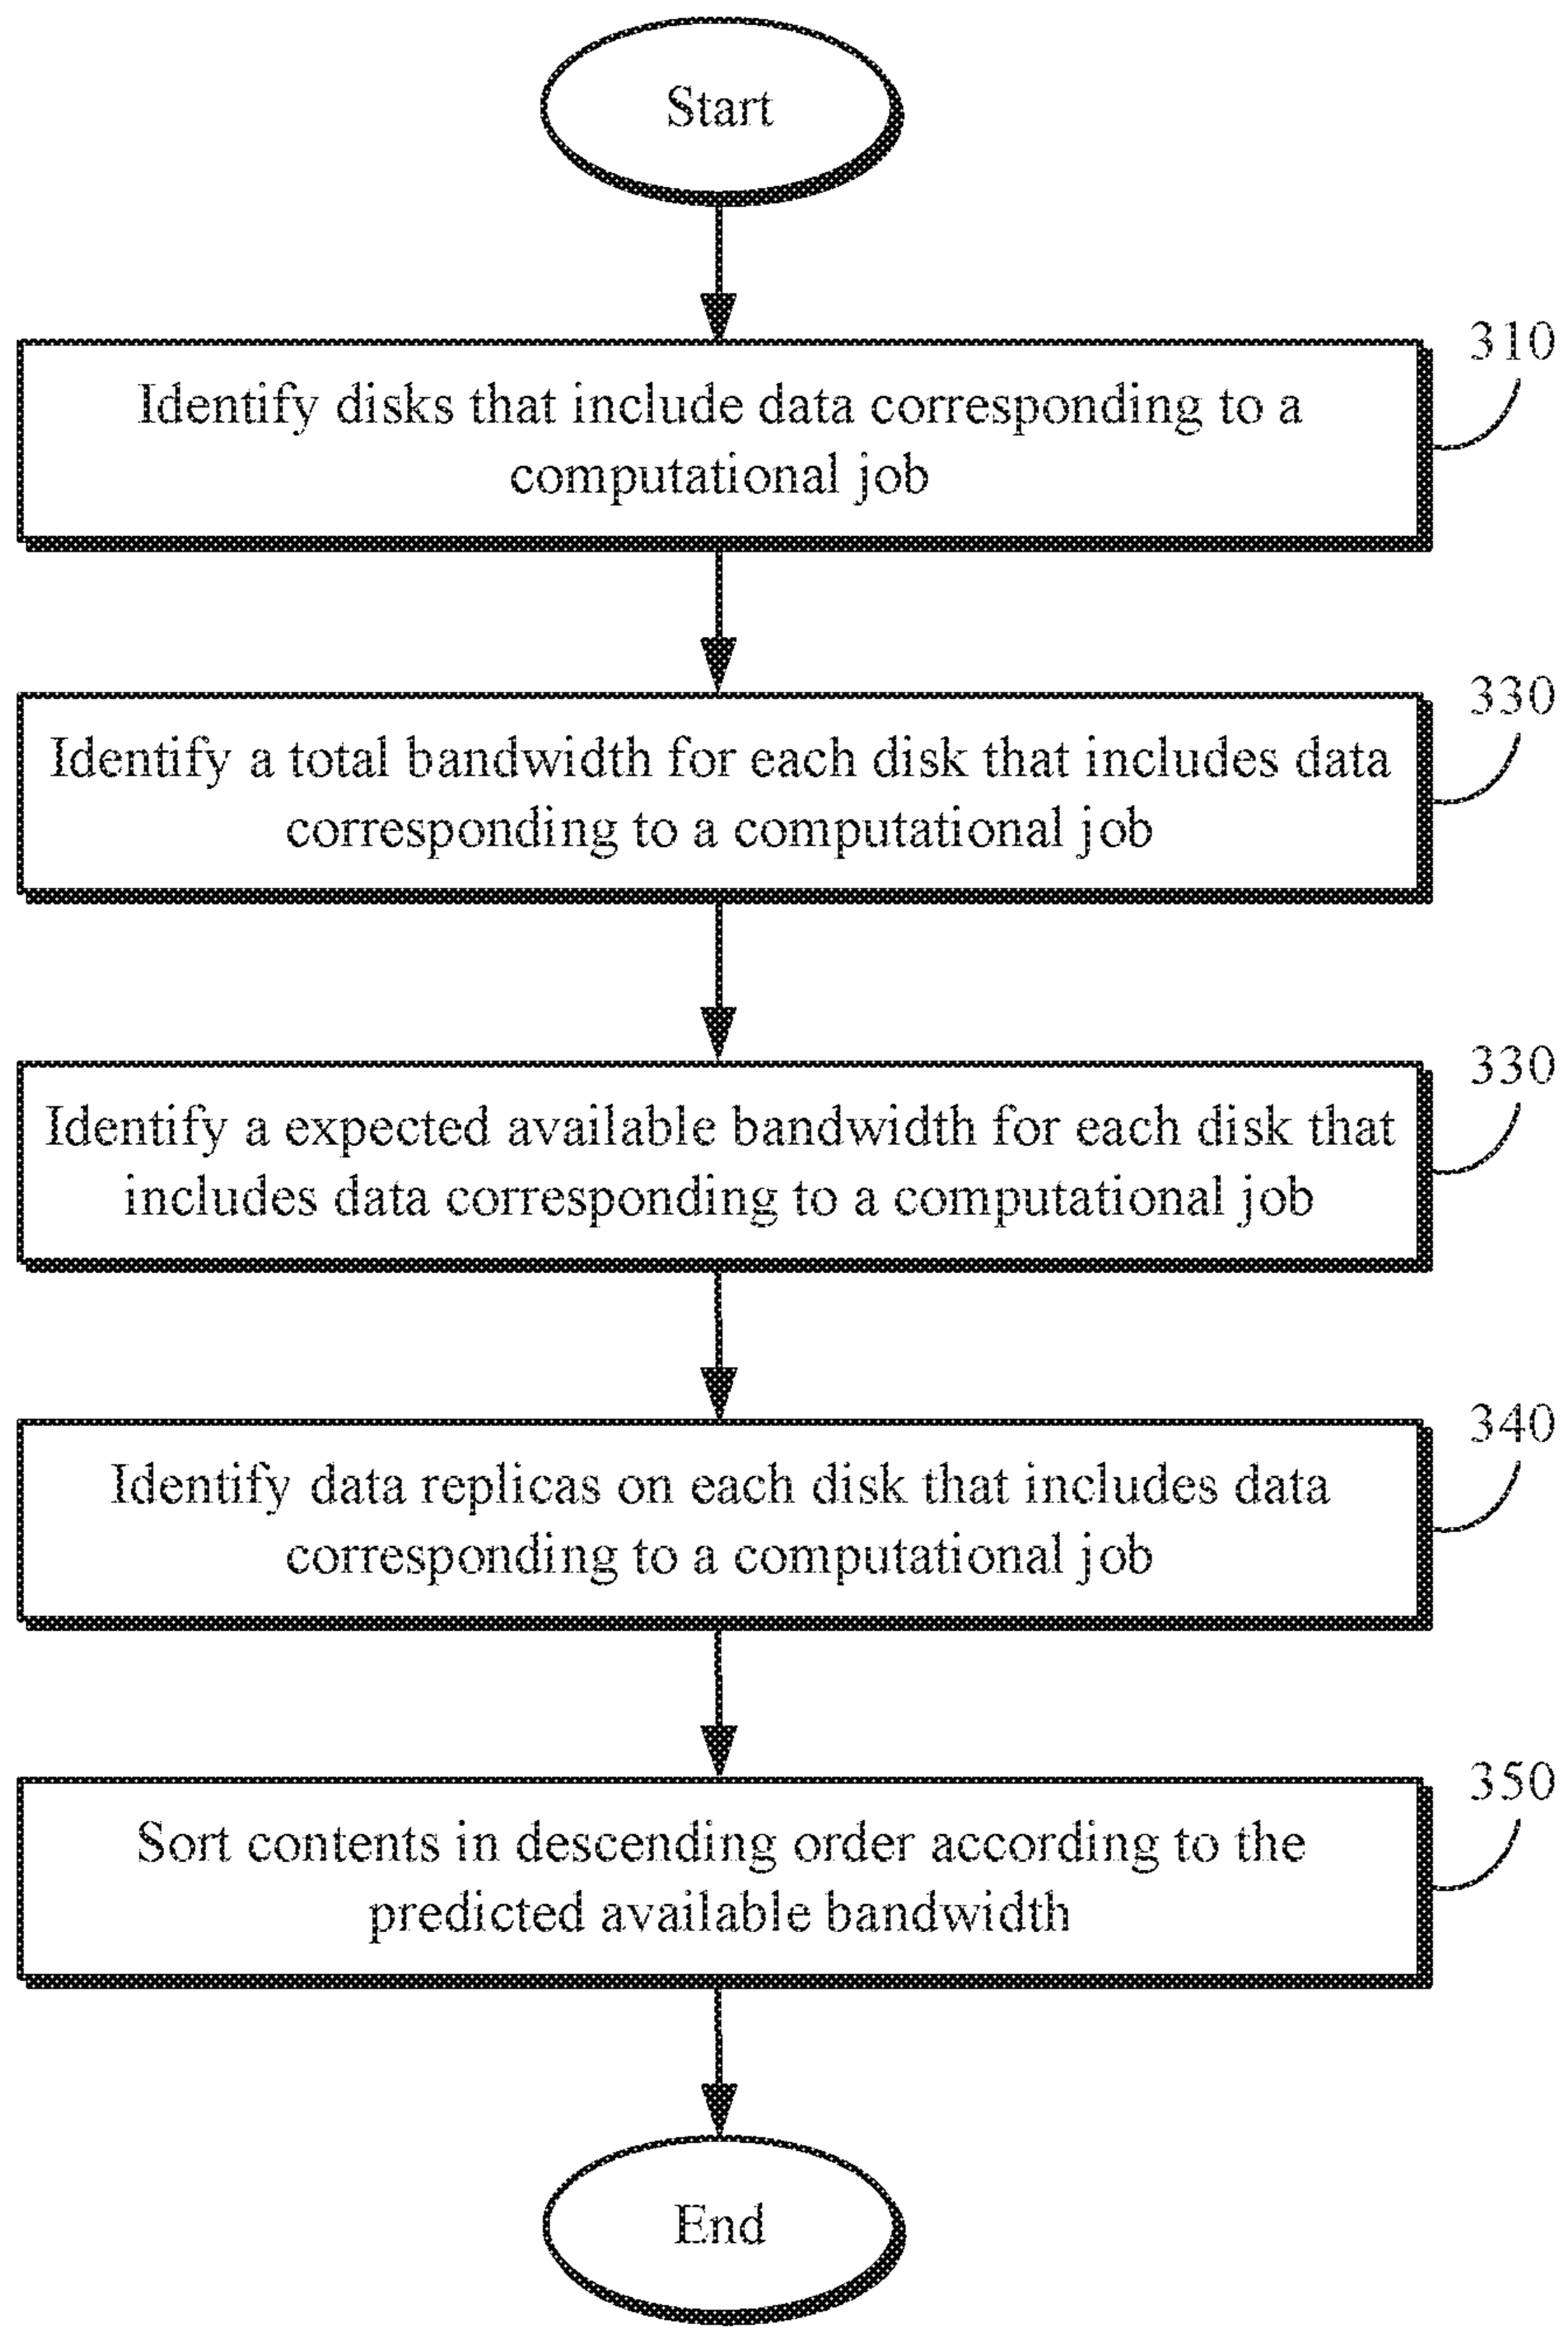 Start
310
Identify disks that include data corresponding to a
computational job
330
Identify a total bandwidth for each disk that includes data
corresponding to a computational job
330
Identify a expected available bandwidth for each disk that
includes data corresponding to a computational job
340
Identify data replicas on each disk that includes data
corresponding to a computational job
350
Sort contents in descending order according to the
predicted available bandwidth
End